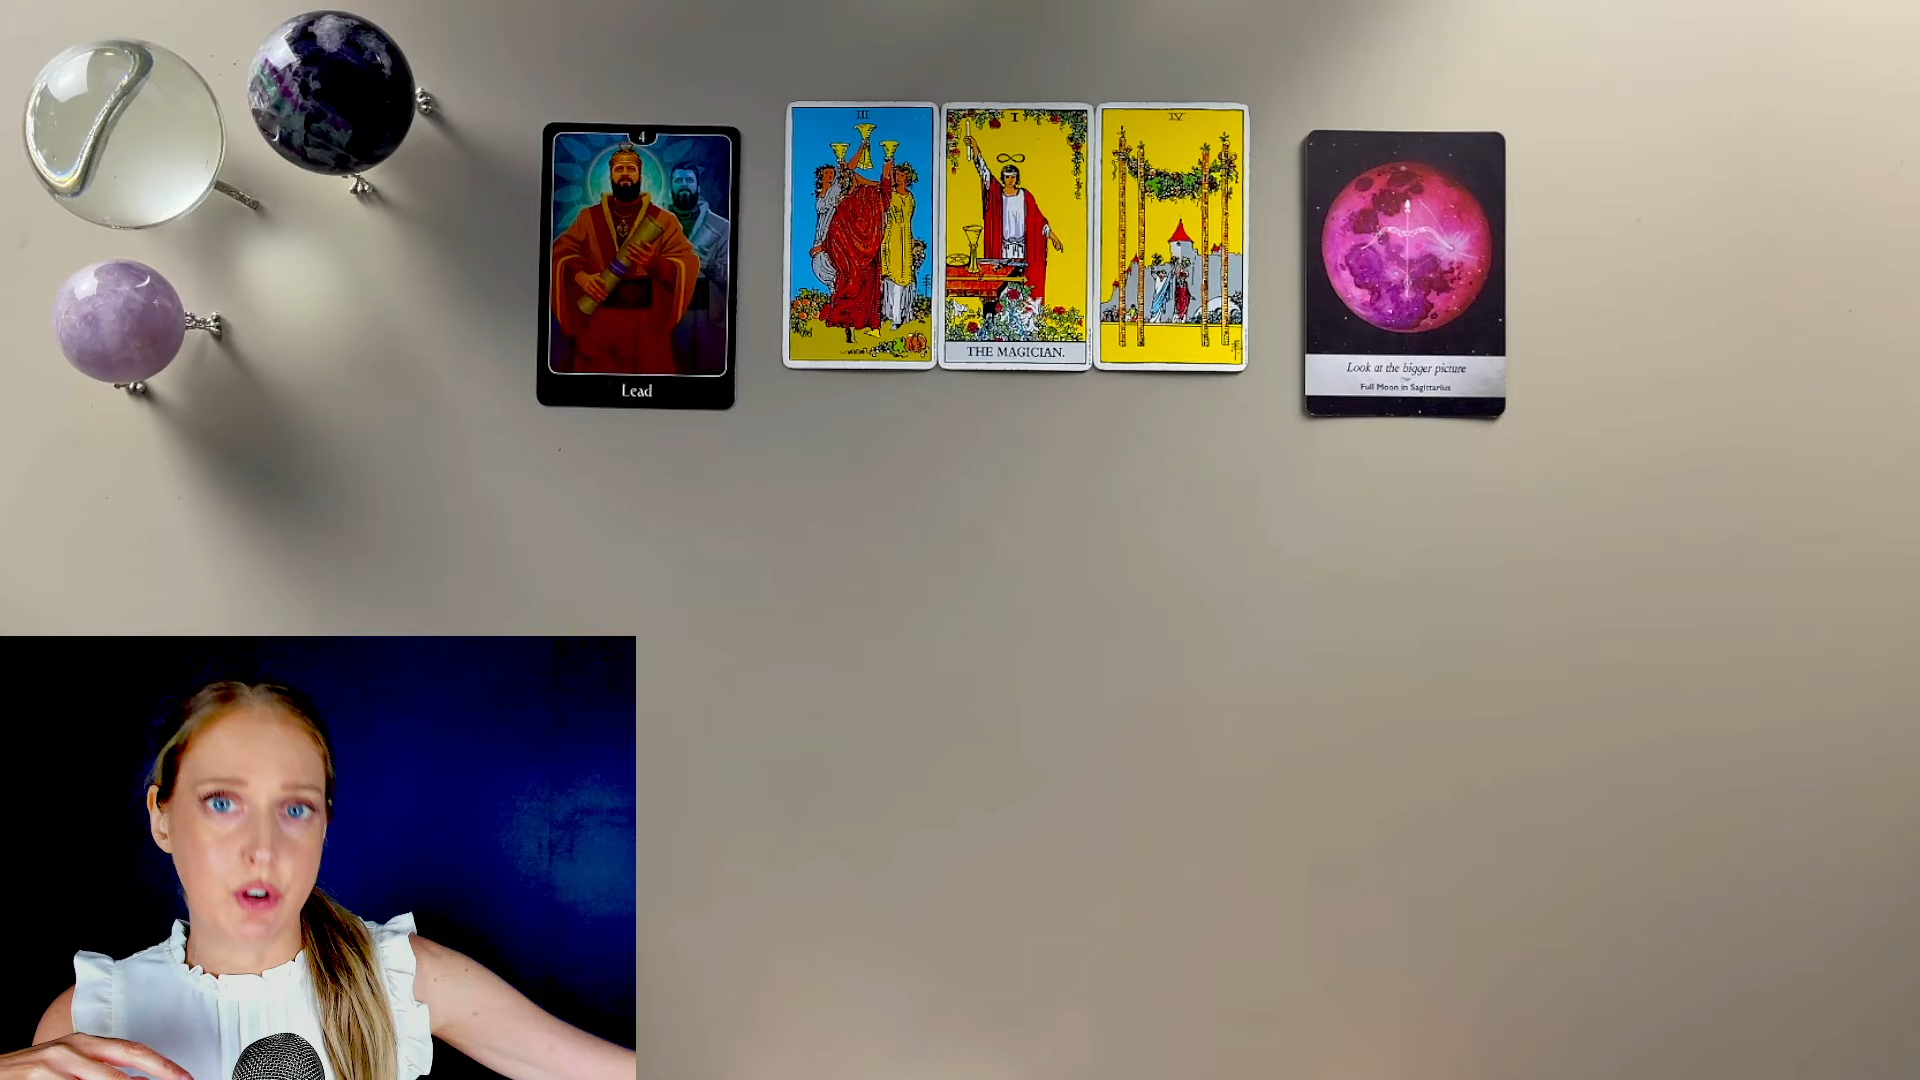 4
Lead
III
I
THE MAGICIAN.
IV
Look at the bigger picture
Full Moon in Sagittarius